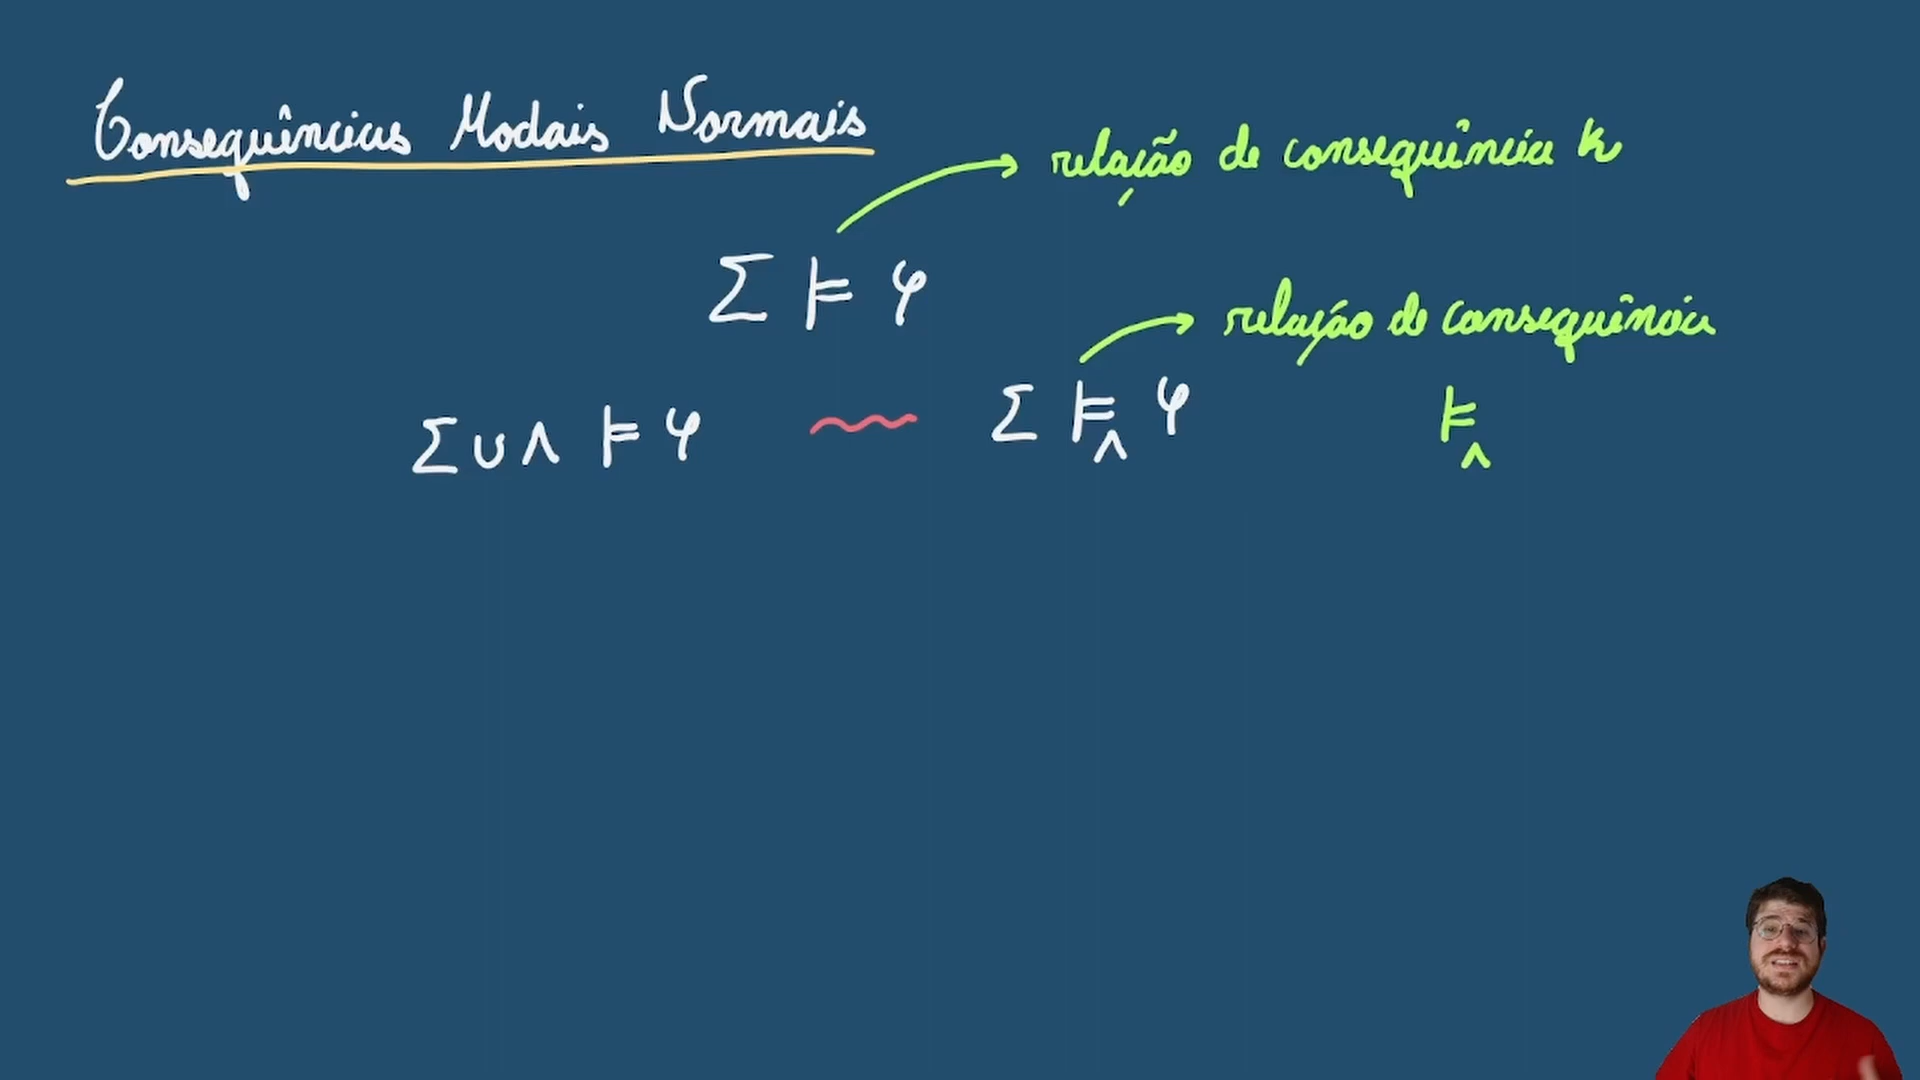 Consequências Modais Normais
relação de consequência K
Σ ⊨ φ
relação de consequência
Σ ∪ Λ ⊨ φ ~~~ Σ ⊨_Λ φ ⊨_Λ